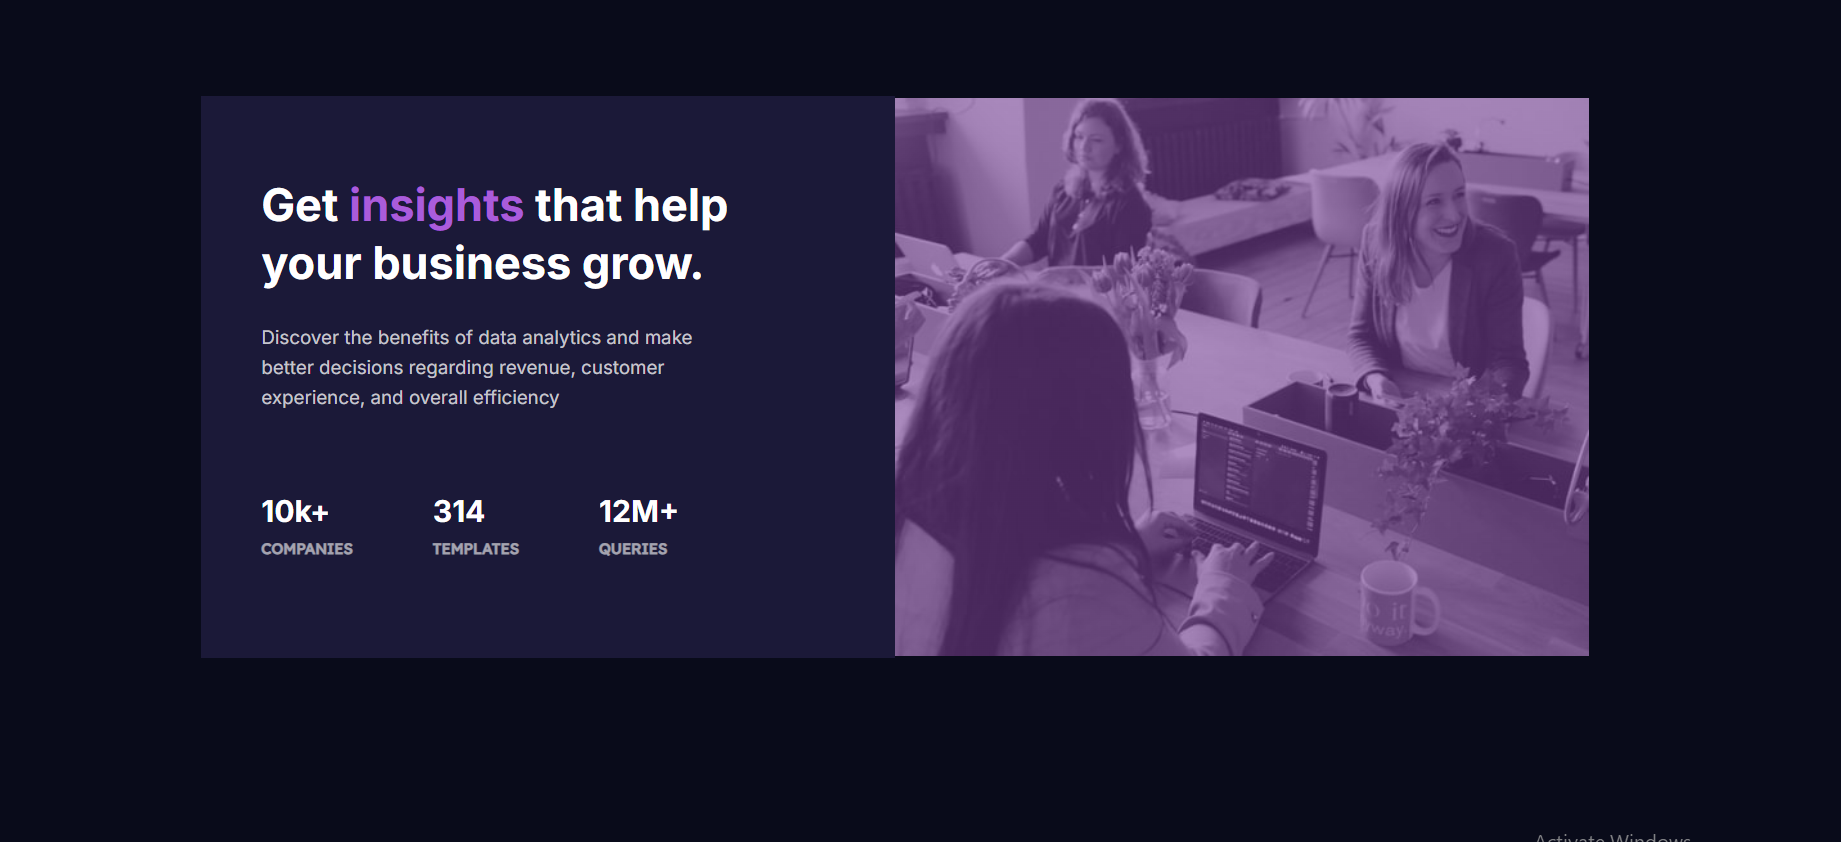 Get insights that help
your business grow.
Discover the benefits of data analytics and make
better decisions regarding revenue, customer
experience, and overall efficiency
10k+
314
12M+
COMPANIES
TEMPLATES
QUERIES
Activate Windows